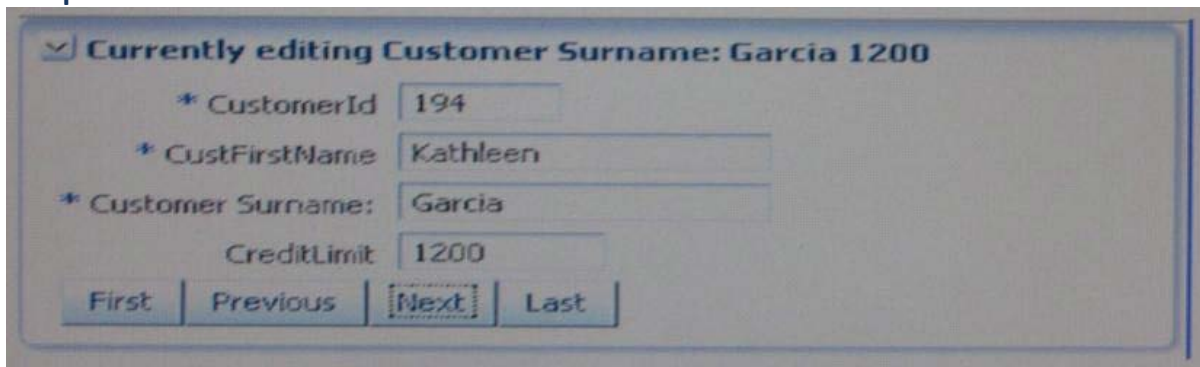 Currently editing Customer Surname: Garcia 1200
* CustomerId 194
* CustFirstName Kathleen
* Customer Surname: Garcia
CreditLimit 1200
First Previous Next Last